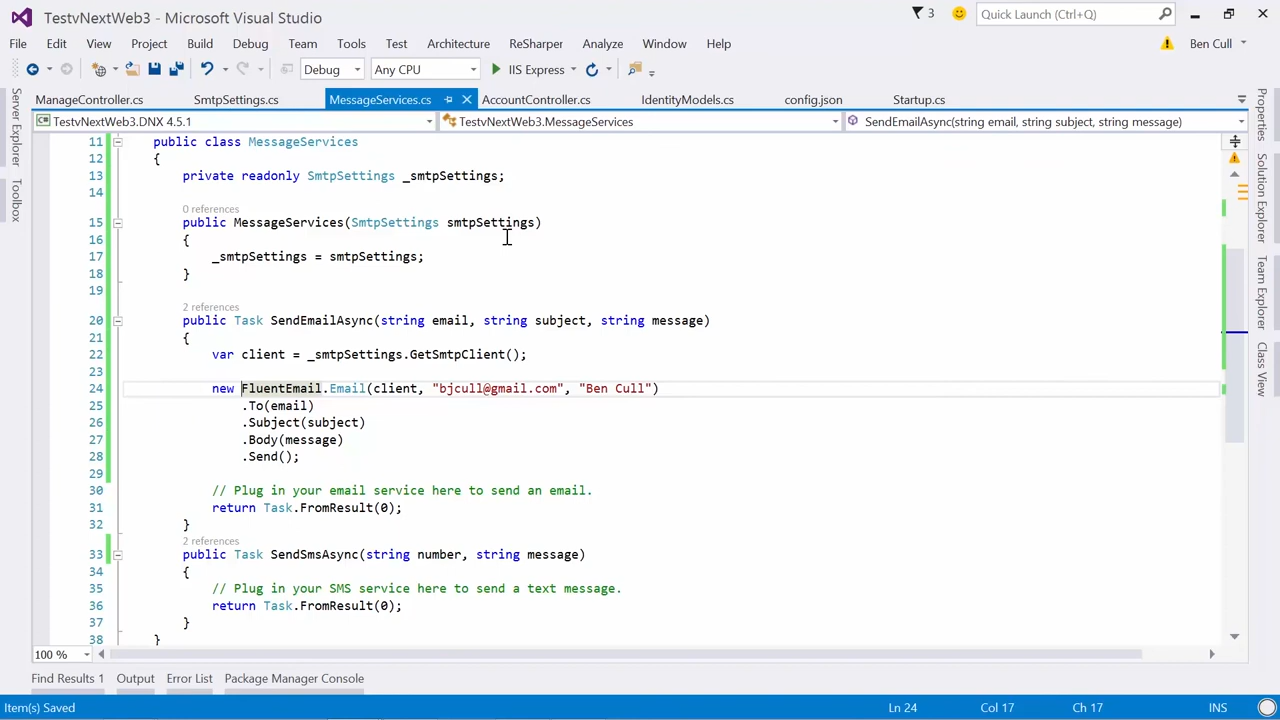 TestvNextWeb3 - Microsoft Visual Studio
3
Quick Launch (Ctrl+Q)
File Edit View Project Build Debug Team Tools Test Architecture ReSharper Analyze Window Help
Ben Cull
Debug Any CPU IIS Express
ManageController.cs SmtpSettings.cs MessageServices.cs AccountController.cs IdentityModels.cs config.json Startup.cs
TestvNextWeb3.DNX 4.5.1 TestvNextWeb3.MessageServices SendEmailAsync(string email, string subject, string message)
Server Explorer
Toolbox
Properties
Solution Explorer
Team Explorer
Class View
11 public class MessageServices
12 {
13 private readonly SmtpSettings _smtpSettings;
14
0 references
15 public MessageServices(SmtpSettings smtpSettings)
16 {
17 _smtpSettings = smtpSettings;
18 }
19
2 references
20 public Task SendEmailAsync(string email, string subject, string message)
21 {
22 var client = _smtpSettings.GetSmtpClient();
23
24 new FluentEmail.Email(client, "bjcull@gmail.com", "Ben Cull")
25 .To(email)
26 .Subject(subject)
27 .Body(message)
28 .Send();
29
30 // Plug in your email service here to send an email.
31 return Task.FromResult(0);
32 }
2 references
33 public Task SendSmsAsync(string number, string message)
34 {
35 // Plug in your SMS service here to send a text message.
36 return Task.FromResult(0);
37 }
38 }
100 %
Find Results 1 Output Error List Package Manager Console
Item(s) Saved Ln 24 Col 17 Ch 17 INS